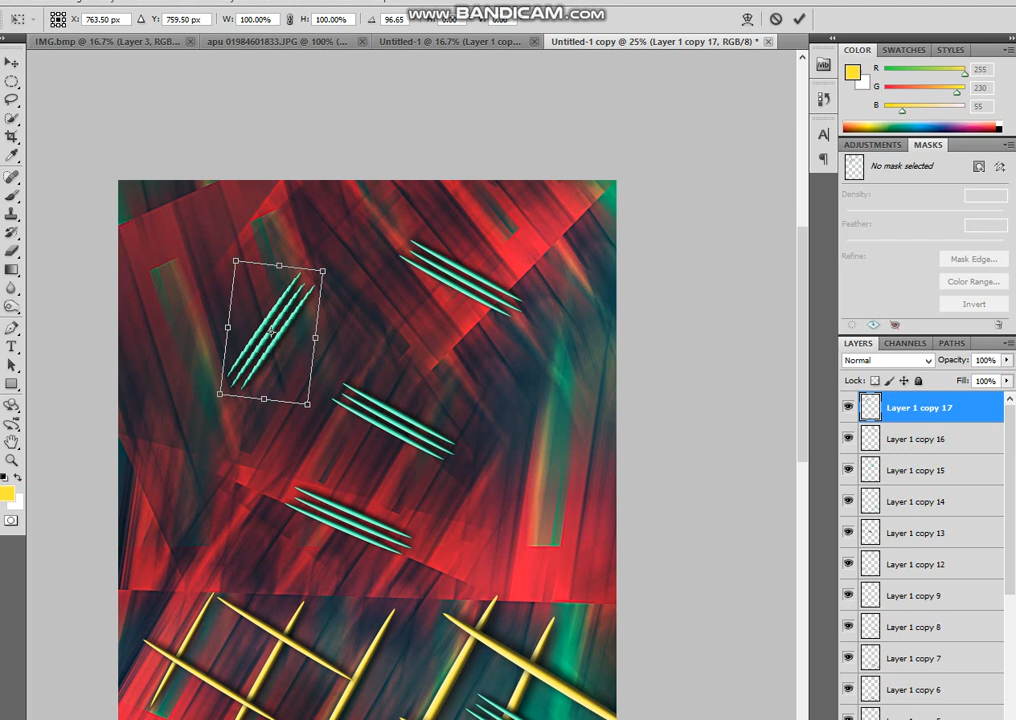 X: 763.50 px Y: 759.50 px W: 100.00% H: 100.00% 96.65
www.BANDICAM.com
IMG.bmp @ 16.7% (Layer 3, RGB/8) * apu 01984601833.JPG @ 100% (... Untitled-1 @ 16.7% (Layer 1 cop... Untitled-1 copy @ 25% (Layer 1 copy 17, RGB/8) *
COLOR SWATCHES STYLES
R 255
G 230
B 55
ADJUSTMENTS MASKS
No mask selected
Density:
Feather:
Refine: Mask Edge...
Color Range...
Invert
LAYERS CHANNELS PATHS
Normal Opacity: 100%
Lock: Fill: 100%
Layer 1 copy 17
Layer 1 copy 16
Layer 1 copy 15
Layer 1 copy 14
Layer 1 copy 13
Layer 1 copy 12
Layer 1 copy 9
Layer 1 copy 8
Layer 1 copy 7
Layer 1 copy 6